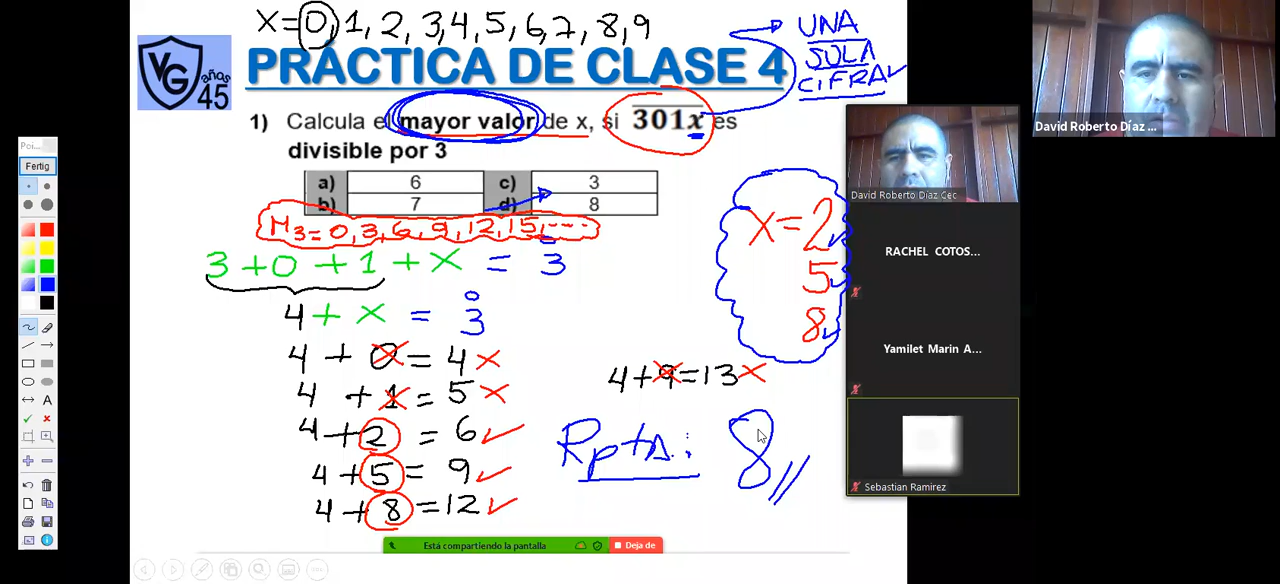 X = 0, 1, 2, 3, 4, 5, 6, 7, 8, 9
UNA
SOLA
CIFRA
VG
años
45
PRÁCTICA DE CLASE 4
1) Calcula el mayor valor de x, si 301x es
divisible por 3
a) 6 c) 3
b) 7 d) 8
M3 = 0, 3, 6, 9, 12, 15, ...
3 + 0 + 1 + x = 3
4 + x = 3
4 + 0 = 4 x
4 + 1 = 5 x
4 + 2 = 6 ✓
4 + 5 = 9 ✓
4 + 8 = 12 ✓
4 + 9 = 13 x
x = 2
5
8
Rpta.: 8//
Poi...
Fertig
A
David Roberto Díaz ...
David Roberto Díaz Cec
RACHEL COTOS...
Yamilet Marin A...
Sebastian Ramirez
Está compartiendo la pantalla
Deja de